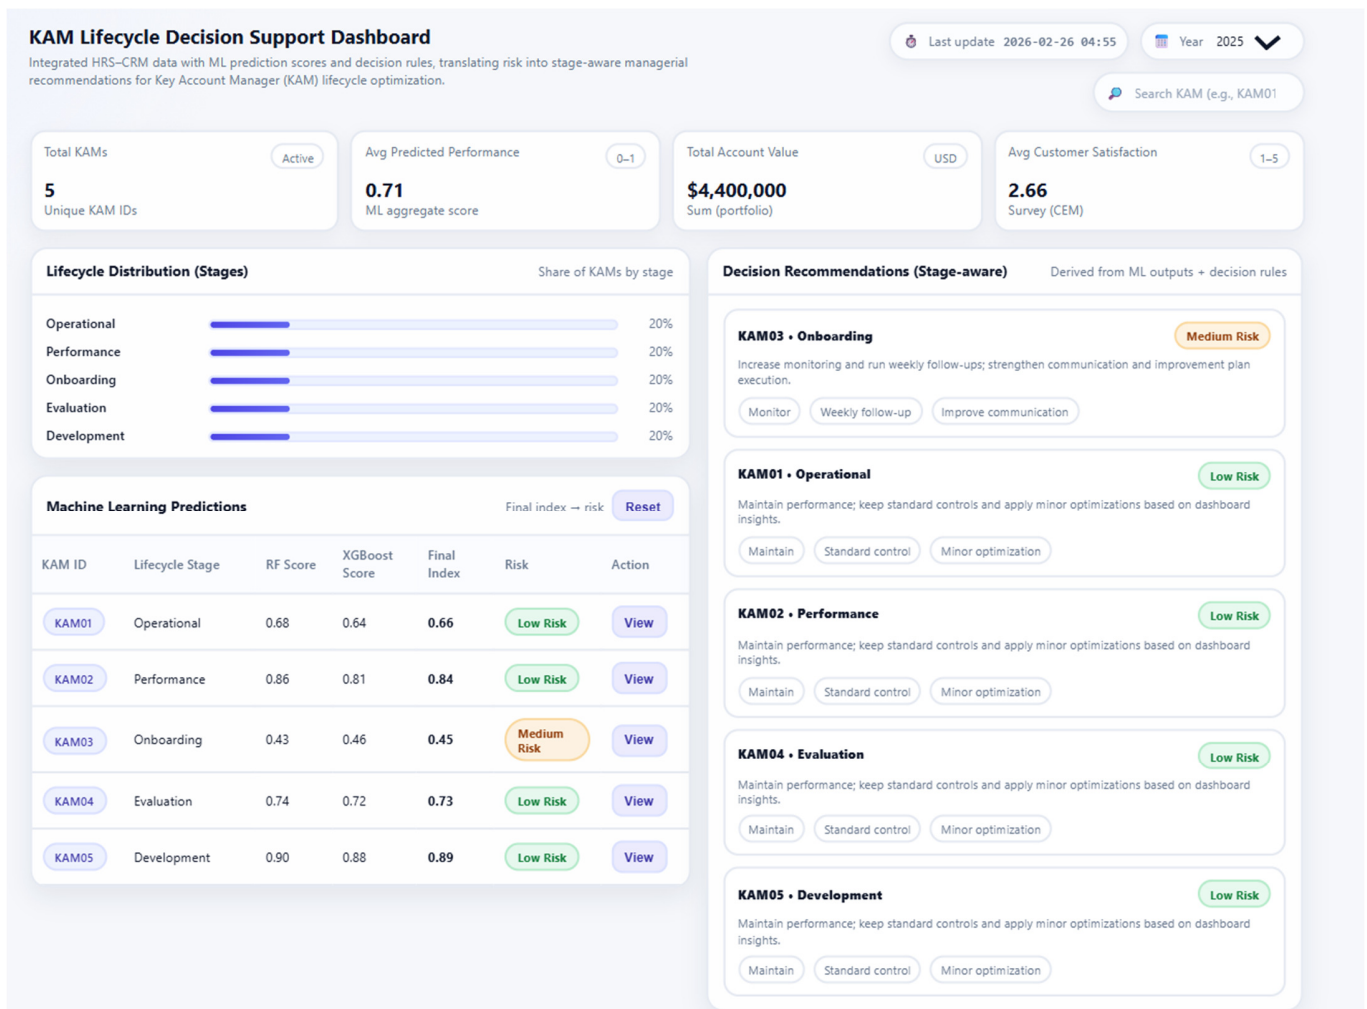 KAM Lifecycle Decision Support Dashboard
Integrated HRS–CRM data with ML prediction scores and decision rules, translating risk into stage-aware managerial
recommendations for Key Account Manager (KAM) lifecycle optimization.
Last update 2026-02-26 04:55
Year 2025
Search KAM (e.g., KAM01
Total KAMs
Active
5
Unique KAM IDs
Avg Predicted Performance
0–1
0.71
ML aggregate score
Total Account Value
USD
$4,400,000
Sum (portfolio)
Avg Customer Satisfaction
1–5
2.66
Survey (CEM)
Lifecycle Distribution (Stages)
Share of KAMs by stage
Operational 20%
Performance 20%
Onboarding 20%
Evaluation 20%
Development 20%
Machine Learning Predictions
Final index → risk
Reset
KAM ID Lifecycle Stage RF Score XGBoost Score Final Index Risk Action
KAM01 Operational 0.68 0.64 0.66 Low Risk View
KAM02 Performance 0.86 0.81 0.84 Low Risk View
KAM03 Onboarding 0.43 0.46 0.45 Medium Risk View
KAM04 Evaluation 0.74 0.72 0.73 Low Risk View
KAM05 Development 0.90 0.88 0.89 Low Risk View
Decision Recommendations (Stage-aware)
Derived from ML outputs + decision rules
KAM03 • Onboarding
Medium Risk
Increase monitoring and run weekly follow-ups; strengthen communication and improvement plan
execution.
Monitor Weekly follow-up Improve communication
KAM01 • Operational
Low Risk
Maintain performance; keep standard controls and apply minor optimizations based on dashboard
insights.
Maintain Standard control Minor optimization
KAM02 • Performance
Low Risk
Maintain performance; keep standard controls and apply minor optimizations based on dashboard
insights.
Maintain Standard control Minor optimization
KAM04 • Evaluation
Low Risk
Maintain performance; keep standard controls and apply minor optimizations based on dashboard
insights.
Maintain Standard control Minor optimization
KAM05 • Development
Low Risk
Maintain performance; keep standard controls and apply minor optimizations based on dashboard
insights.
Maintain Standard control Minor optimization